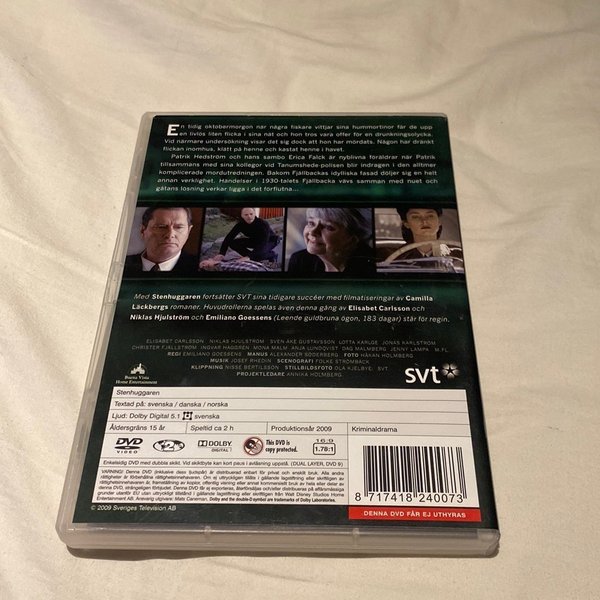 En tidig oktobermorgon när några fiskare vittjar sina hummertinor får de upp
en livlös liten flicka i sina nät och hon tros vara offer för en drunkningsolycka.
Vid närmare undersökning visar det sig dock att hon har mördats. Någon har dränkt
flickan inomhus, klätt på henne och kastat henne i havet.
Patrik Hedström och hans sambo Erica Falck är nyblivna föräldrar när Patrik
tillsammans med sina kollegor vid Tanumshede-polisen blir indragen i den alltmer
komplicerade mordutredningen. Bakom Fjällbackas idylliska fasad döljer sig en helt
annan verklighet. Händelser i 1930-talets Fjällbacka vävs samman med nuet och
gåtans lösning verkar ligga i det förflutna...
Med Stenhuggaren fortsätter SVT sina tidigare succéer med filmatiseringar av Camilla
Läckbergs romaner. Huvudrollerna spelas även denna gång av Elisabet Carlsson och
Niklas Hjulström och Emiliano Goessens (Leende guldbruna ögon, 183 dagar) står för regin.
ELISABET CARLSSON NIKLAS HJULSTRÖM SVEN-ÅKE GUSTAVSSON LOTTA KARLGE JONAS KARLSTRÖM
CHRISTER FJÄLLSTRÖM INGVAR HAGGREN MONA MALM ANJA LUNDQVIST DAG MALMBERG JENNY LAMPA M.FL.
REGI EMILIANO GOESSENS MANUS ALEXANDER SÖDERBERG FOTO HÅKAN HOLMBERG
MUSIK JOSEF RHEDIN SCENOGRAFI FOLKE STRÖMBÄCK
KLIPPNING NISSE BERTILSSON STILLBILDSFOTO OLA KJELBYE SVT
PROJEKTLEDARE ANNIKA HOLMBERG
Buena Vista
Home Entertainment
svt
Stenhuggaren
Textad på: svenska / danska / norska
Ljud: Dolby Digital 5.1 svenska
Åldersgräns 15 år Speltid ca 2 h Produktionsår 2009 Kriminaldrama
DVD VIDEO DOLBY DIGITAL This DVD is copy protected. 16:9 1.78:1
Enkelsidig DVD med dubbla skikt. Vid skiktbyte kan kort paus i avläsning uppstå. (DUAL LAYER, DVD 9)
8 717418 240073
DENNA DVD FÅR EJ UTHYRAS
© 2009 Sveriges Television AB